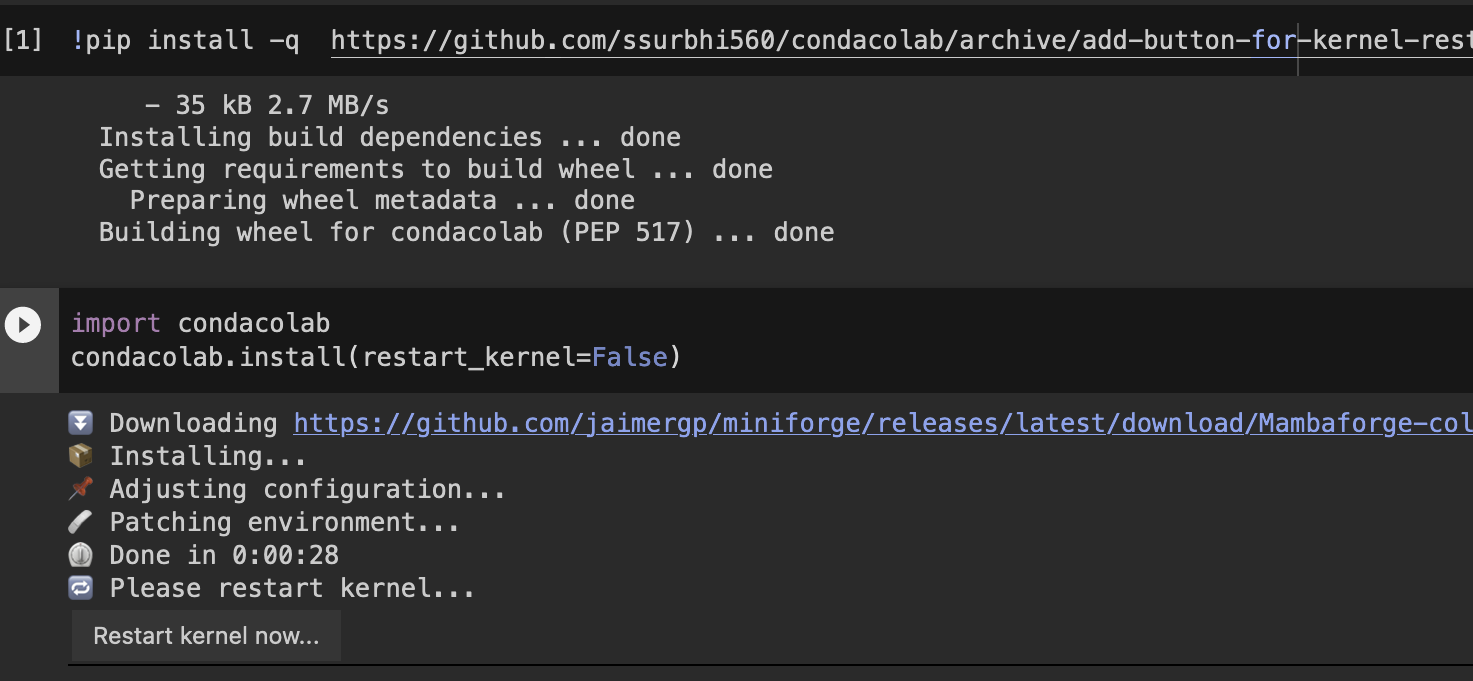 [1] !pip install -q  https://github.com/ssurbhi560/condacolab/archive/add-button-for-kernel-rest
- 35 kB 2.7 MB/s
Installing build dependencies ... done
Getting requirements to build wheel ... done
Preparing wheel metadata ... done
Building wheel for condacolab (PEP 517) ... done
import condacolab
condacolab.install(restart_kernel=False)
⏬ Downloading https://github.com/jaimergp/miniforge/releases/latest/download/Mambaforge-col
📦 Installing...
📌 Adjusting configuration...
🩹 Patching environment...
⏲ Done in 0:00:28
🔁 Please restart kernel...
Restart kernel now...